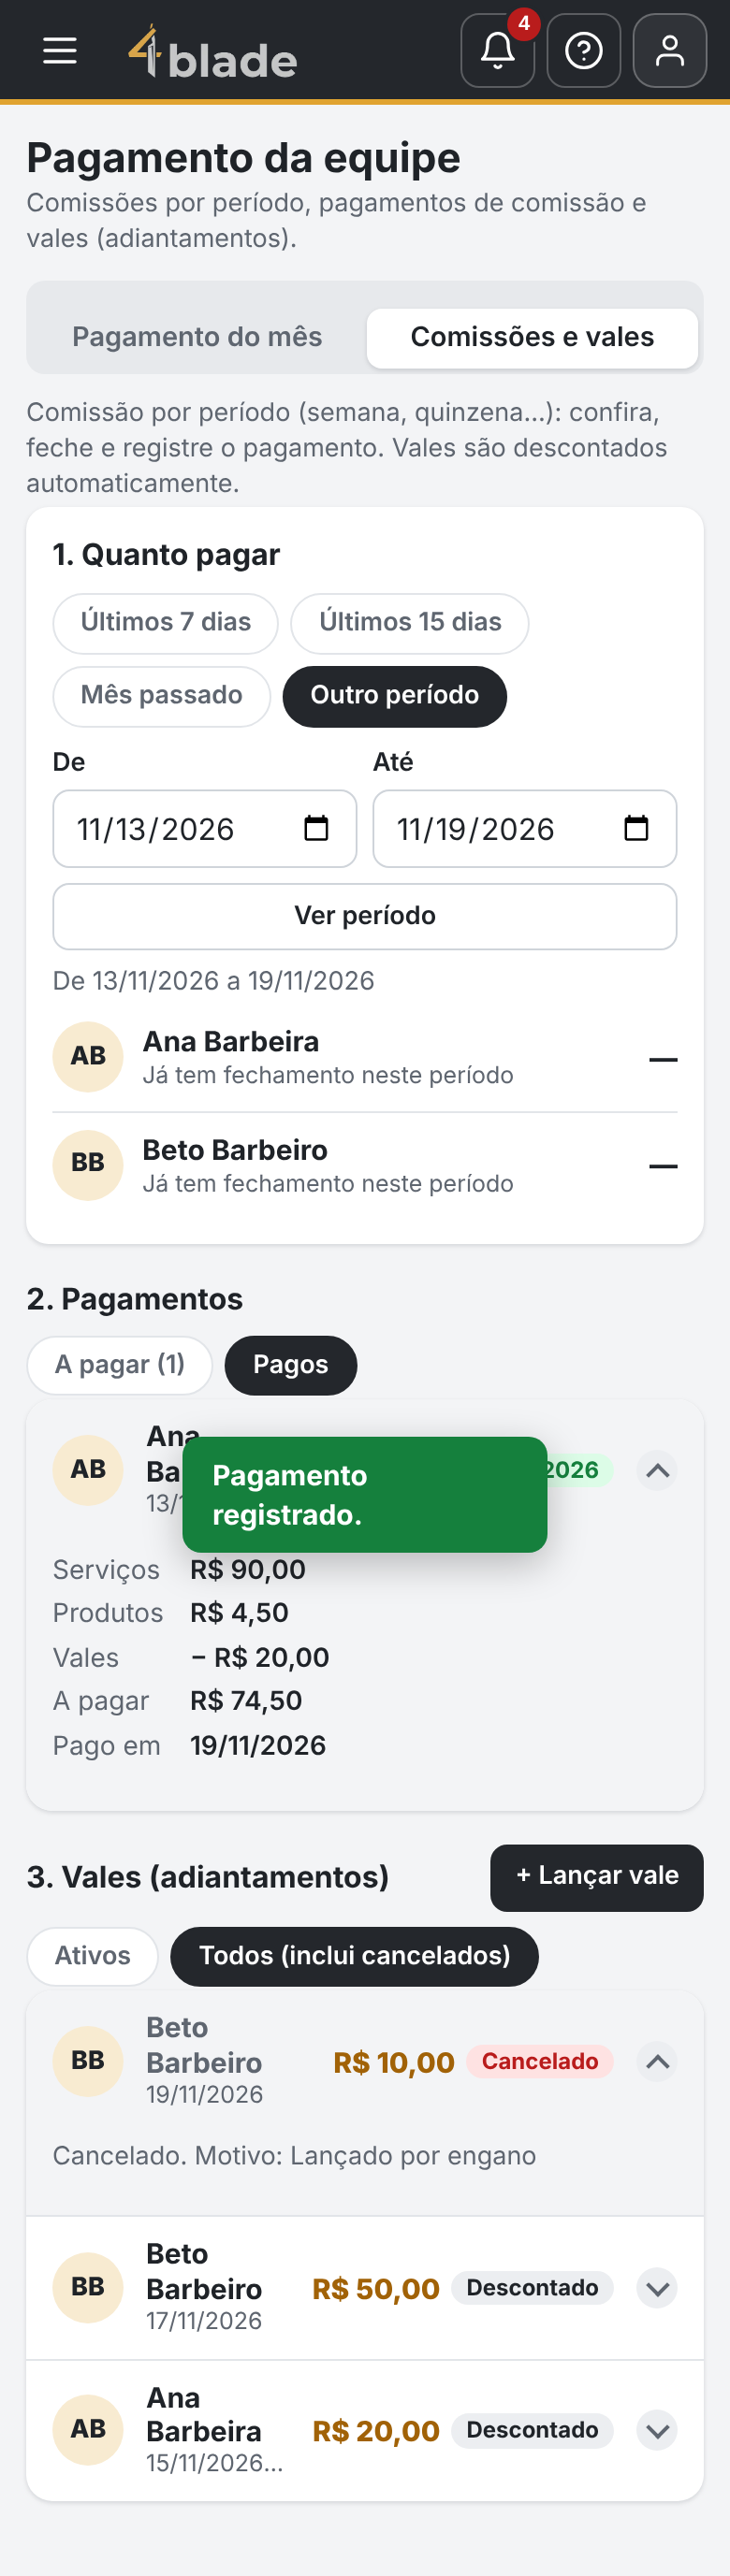 4blade
4
Pagamento da equipe
Comissões por período, pagamentos de comissão e
vales (adiantamentos).
Pagamento do mês
Comissões e vales
Comissão por período (semana, quinzena...): confira,
feche e registre o pagamento. Vales são descontados
automaticamente.
1. Quanto pagar
Últimos 7 dias
Últimos 15 dias
Mês passado
Outro período
De
Até
11/13/2026
11/19/2026
Ver período
De 13/11/2026 a 19/11/2026
AB
Ana Barbeira
Já tem fechamento neste período
—
BB
Beto Barbeiro
Já tem fechamento neste período
—
2. Pagamentos
A pagar (1)
Pagos
AB
Ana
Ba
13/
2026
Pagamento
registrado.
Serviços R$ 90,00
Produtos R$ 4,50
Vales − R$ 20,00
A pagar R$ 74,50
Pago em 19/11/2026
3. Vales (adiantamentos)
+ Lançar vale
Ativos
Todos (inclui cancelados)
BB
Beto
Barbeiro
19/11/2026
R$ 10,00
Cancelado
Cancelado. Motivo: Lançado por engano
BB
Beto
Barbeiro
17/11/2026
R$ 50,00
Descontado
AB
Ana
Barbeira
15/11/2026...
R$ 20,00
Descontado